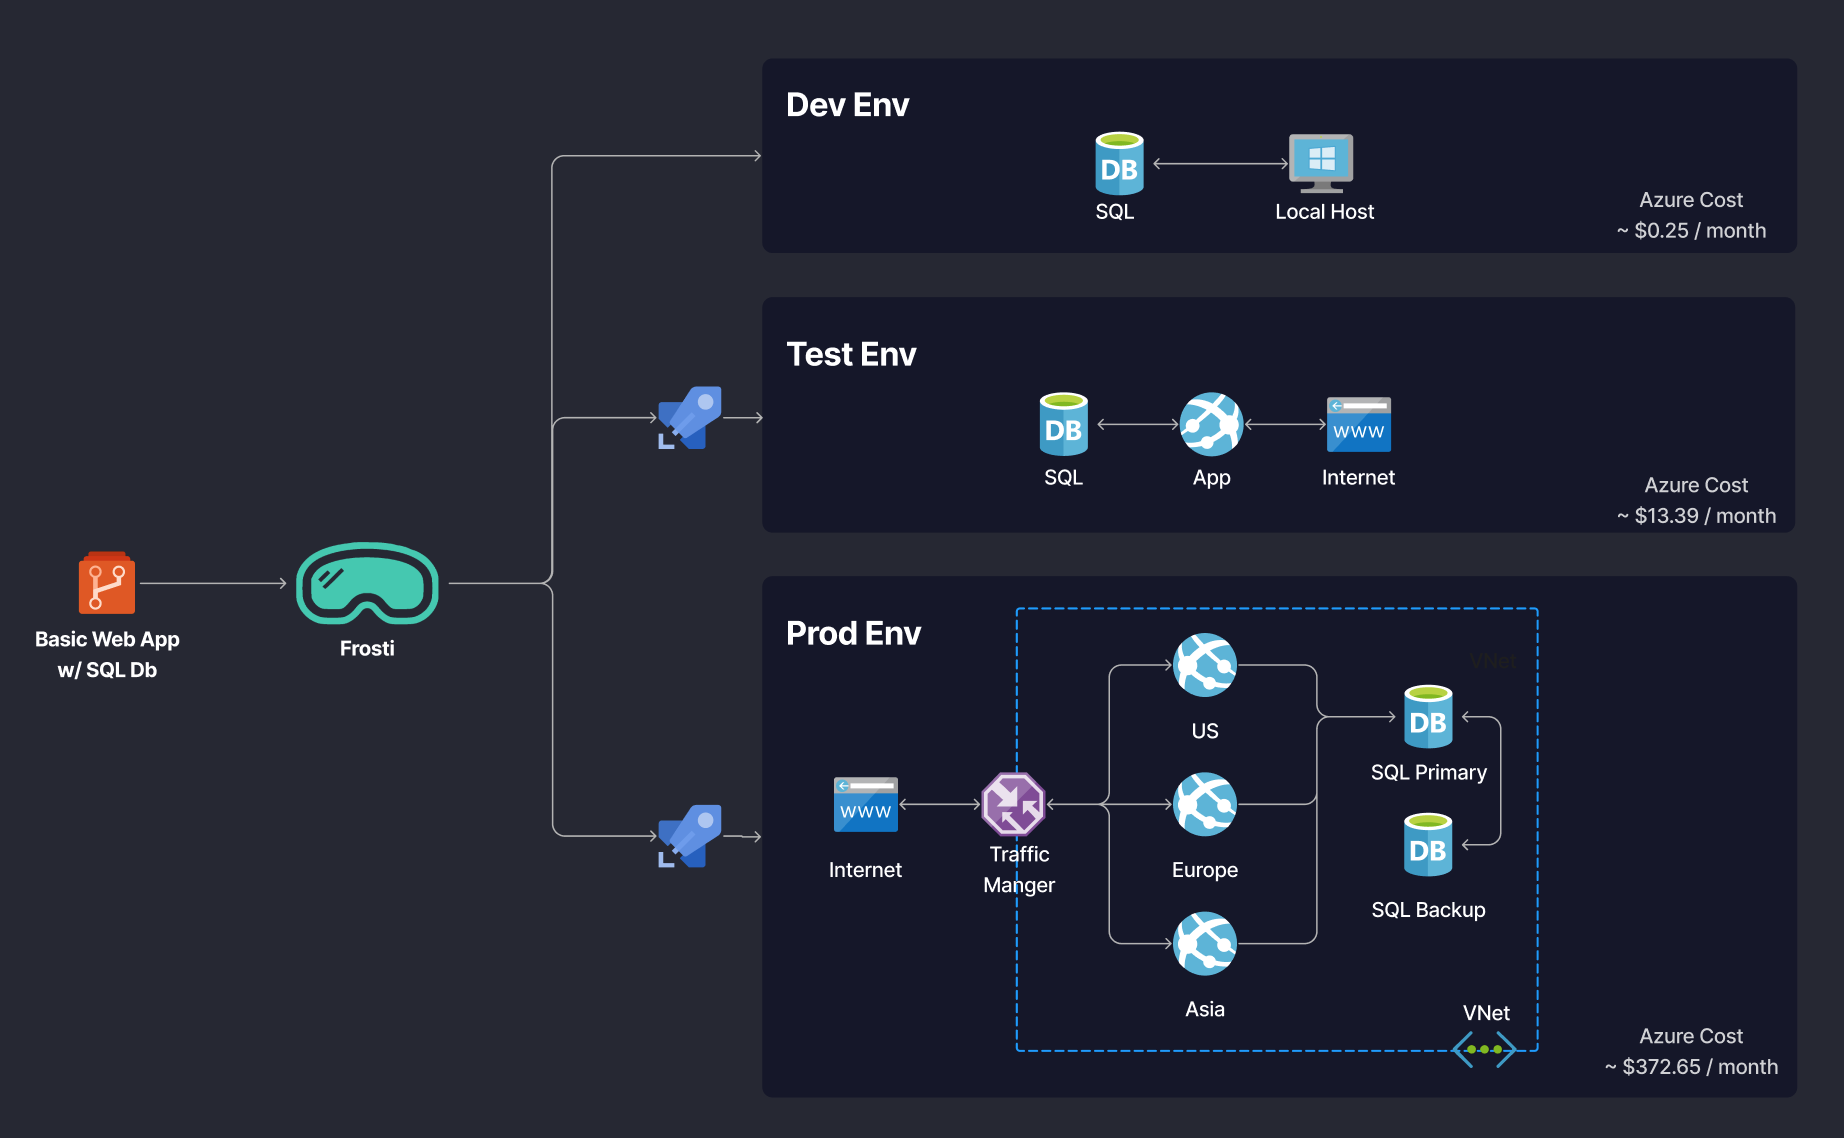 Dev Env
DB
SQL
Local Host
Azure Cost
~ $0.25 / month
Test Env
DB
www
SQL
App
Internet
Azure Cost
~ $13.39 / month
Basic Web App
w/ SQL Db
Frosti
Prod Env
VNet
US
DB
SQL Primary
www
Internet
Traffic
Manger
Europe
DB
SQL Backup
Asia
VNet
Azure Cost
~ $372.65 / month